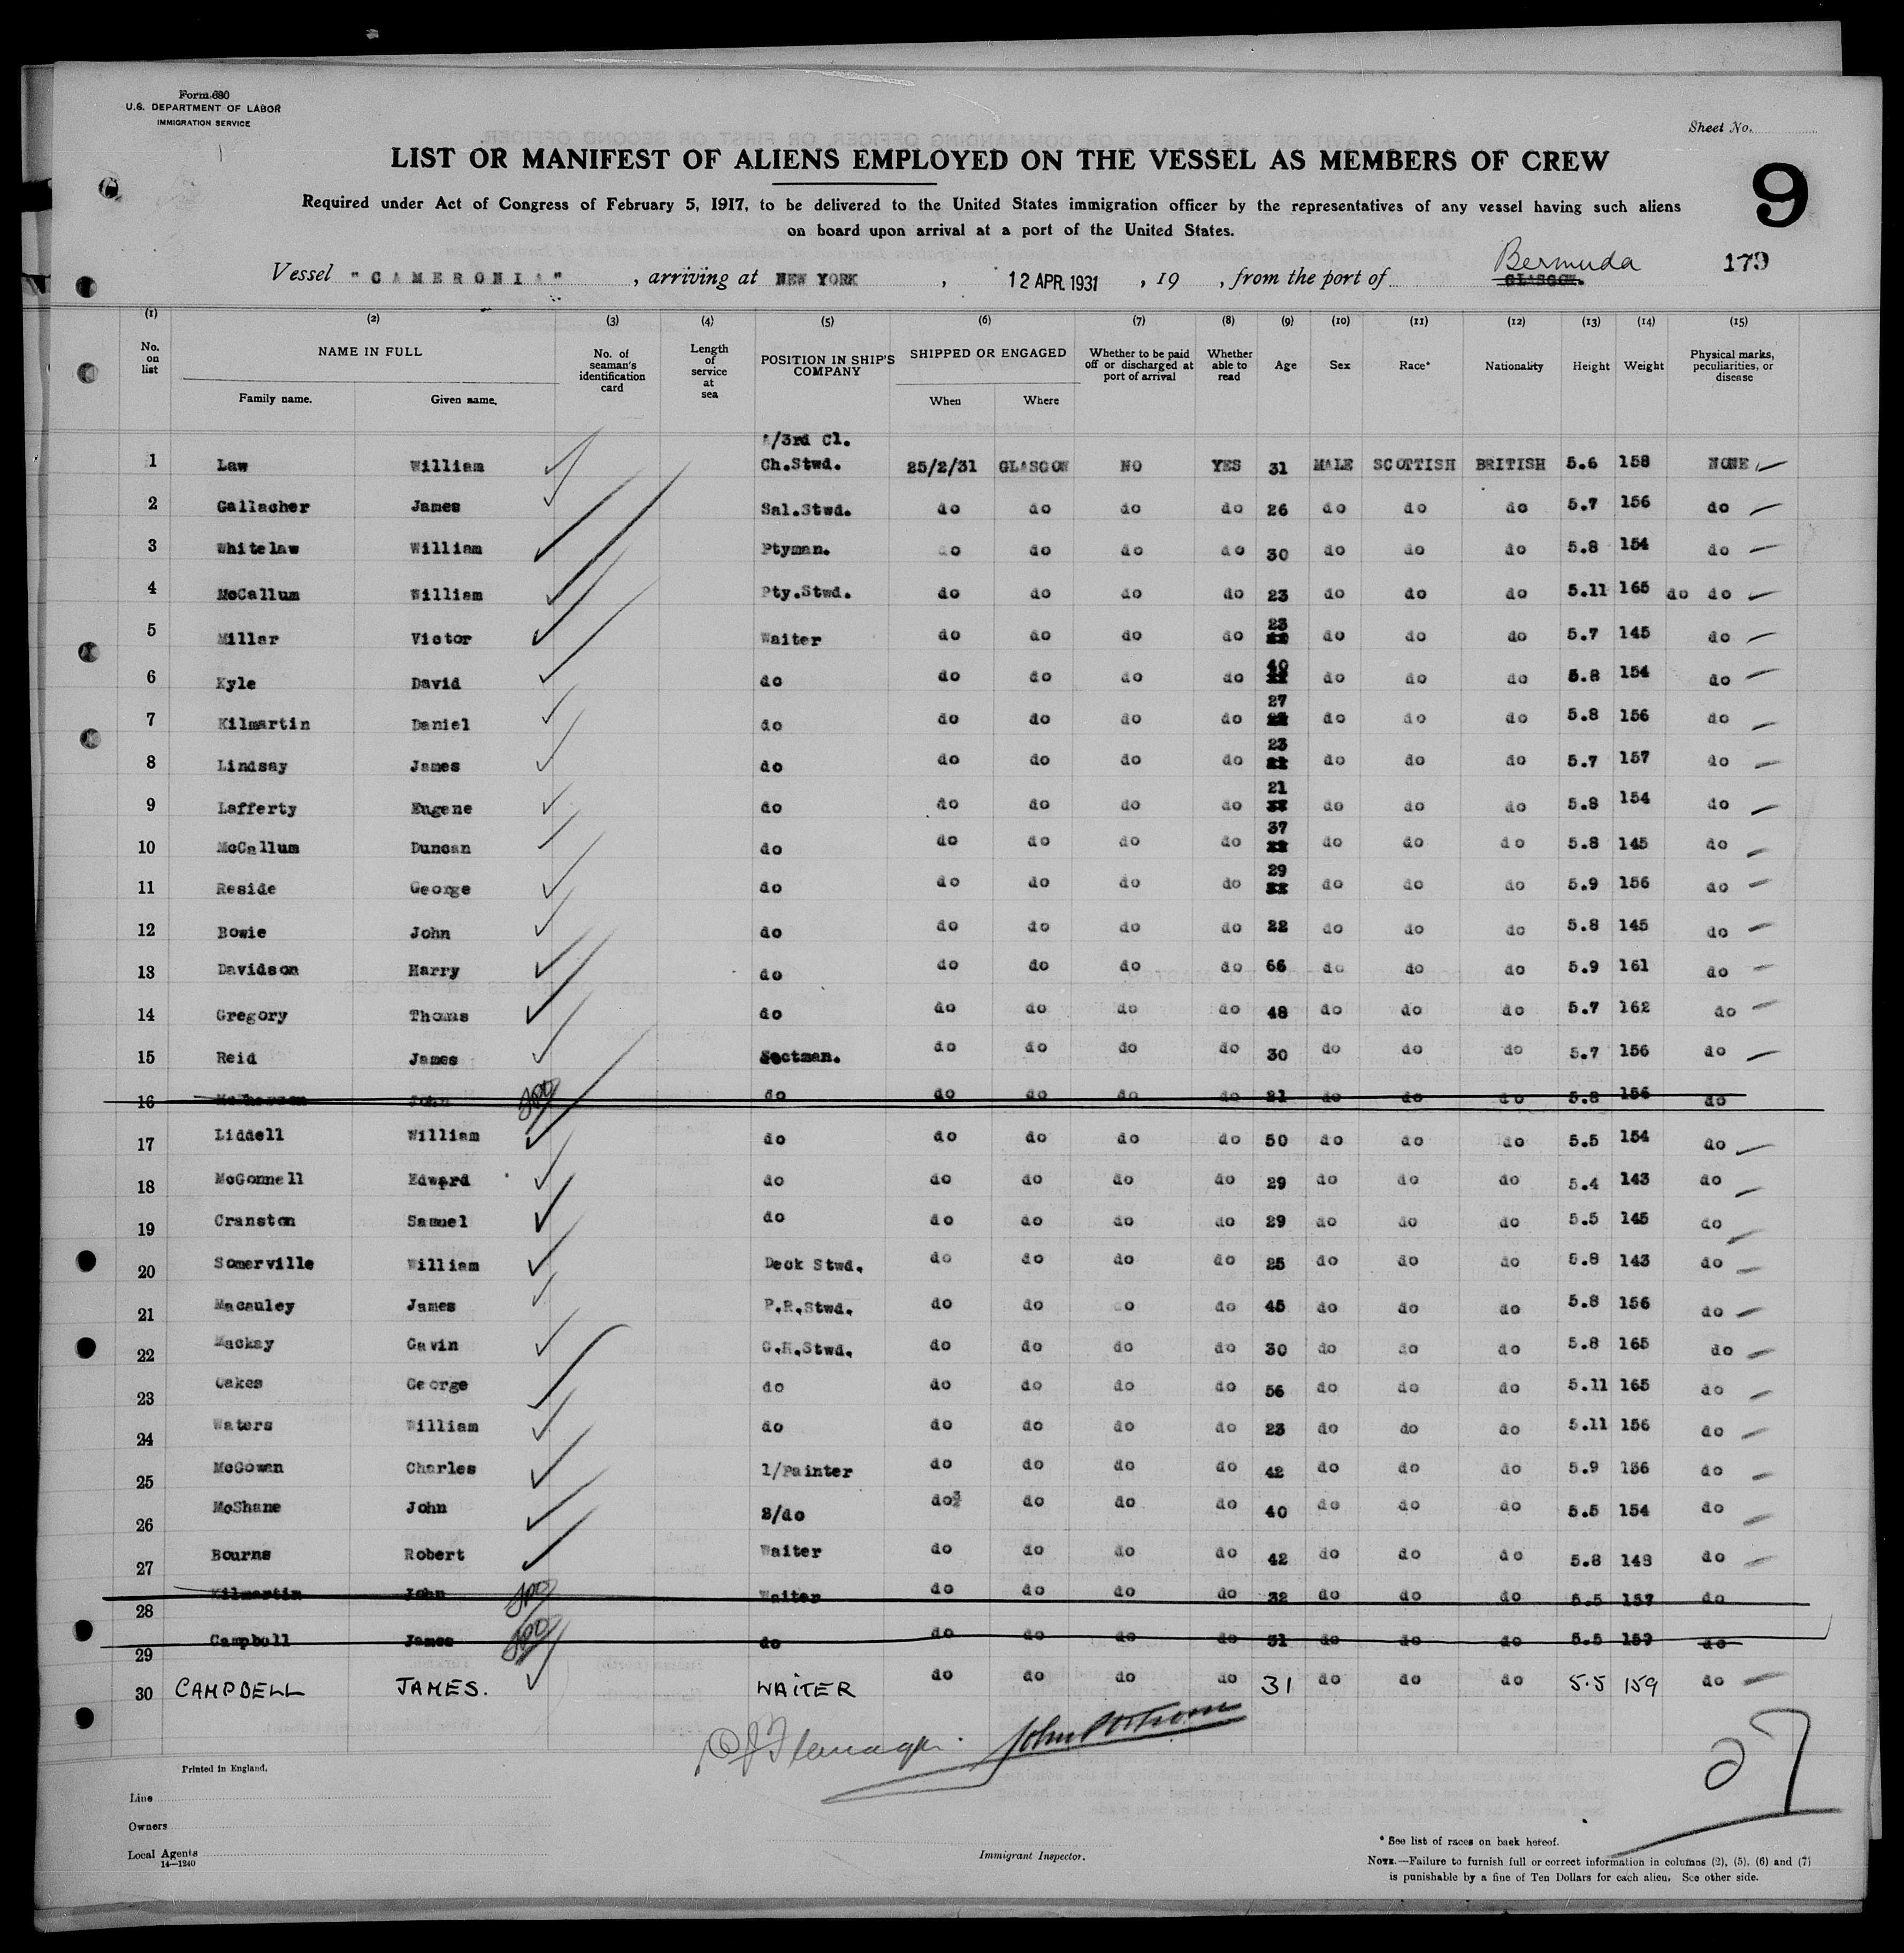 Form 680
U.S. DEPARTMENT OF LABOR
IMMIGRATION SERVICE
Sheet No.
LIST OR MANIFEST OF ALIENS EMPLOYED ON THE VESSEL AS MEMBERS OF CREW
9
Required under Act of Congress of February 5, 1917, to be delivered to the United States immigration officer by the representatives of any vessel having such aliens
on board upon arrival at a port of the United States.
Vessel "CAMERONIA", arriving at NEW YORK, 12 APR. 1931, 19 , from the port of GLASGOW. Bermuda 179
(1) (2) (3) (4) (5) (6) (7) (8) (9) (10) (11) (12) (13) (14) (15)
No. on list NAME IN FULL Family name. Given name. No. of seaman's identification card Length of service at sea POSITION IN SHIP'S COMPANY SHIPPED OR ENGAGED When Where Whether to be paid off or discharged at port of arrival Whether able to read Age Sex Race* Nationality Height Weight Physical marks, peculiarities, or disease
A/3rd Cl.
1 Law William Ch.Stwd. 25/2/31 GLASGOW NO YES 31 MALE SCOTTISH BRITISH 5.6 158 NONE
2 Gallacher James Sal.Stwd. do do do do 26 do do do 5.7 156 do
3 Whitelaw William Ptyman. do do do do 30 do do do 5.8 154 do
4 McCallum William Pty.Stwd. do do do do 23 do do do 5.11 165 do do
5 Millar Victor Waiter do do do do 23 do do do 5.7 145 do
6 Kyle David do do do do do 40 do do do 5.8 154 do
7 Kilmartin Daniel do do do do do 27 do do do 5.8 156 do
8 Lindsay James do do do do do 23 do do do 5.7 157 do
9 Lafferty Eugene do do do do do 21 do do do 5.8 154 do
10 McCallum Duncan do do do do do 37 do do do 5.8 145 do
11 Reside George do do do do do 29 do do do 5.9 156 do
12 Bowie John do do do do do 22 do do do 5.8 145 do
13 Davidson Harry do do do do do 66 do do do 5.9 161 do
14 Gregory Thomas do do do do do 48 do do do 5.7 162 do
15 Reid James Sectman. do do do do 30 do do do 5.7 156 do
16 McPherson John do do do do do 21 do do do 5.8 156 do
17 Liddell William do do do do do 50 do do do 5.5 154 do
18 McGonnell Edward do do do do do 29 do do do 5.4 143 do
19 Cranston Samuel do do do do do 29 do do do 5.5 145 do
20 Somerville William Deck Stwd. do do do do 25 do do do 5.8 143 do
21 Macauley James P.R.Stwd. do do do do 45 do do do 5.8 156 do
22 Mackay Gavin G.R.Stwd. do do do do 30 do do do 5.8 165 do
23 Oakes George do do do do do 56 do do do 5.11 165 do
24 Waters William do do do do do 23 do do do 5.11 156 do
25 McGowan Charles 1/Painter do do do do 42 do do do 5.9 156 do
26 McShane John 2/do do do do do 40 do do do 5.5 154 do
27 Bourns Robert Waiter do do do do 42 do do do 5.8 148 do
28 Kilmartin John Waiter do do do do 32 do do do 5.5 157 do
29 Campbell James do do do do do 31 do do do 5.5 159 do
30 CAMPBELL JAMES. WAITER do do do do 31 do do do 5.5 159 do
27
Printed in England.
Line
Owners
Local Agents
14—1240
Immigrant Inspector.
* See list of races on back hereof.
NOTE.—Failure to furnish full or correct information in columns (2), (5), (6) and (7)
is punishable by a fine of Ten Dollars for each alien. See other side.